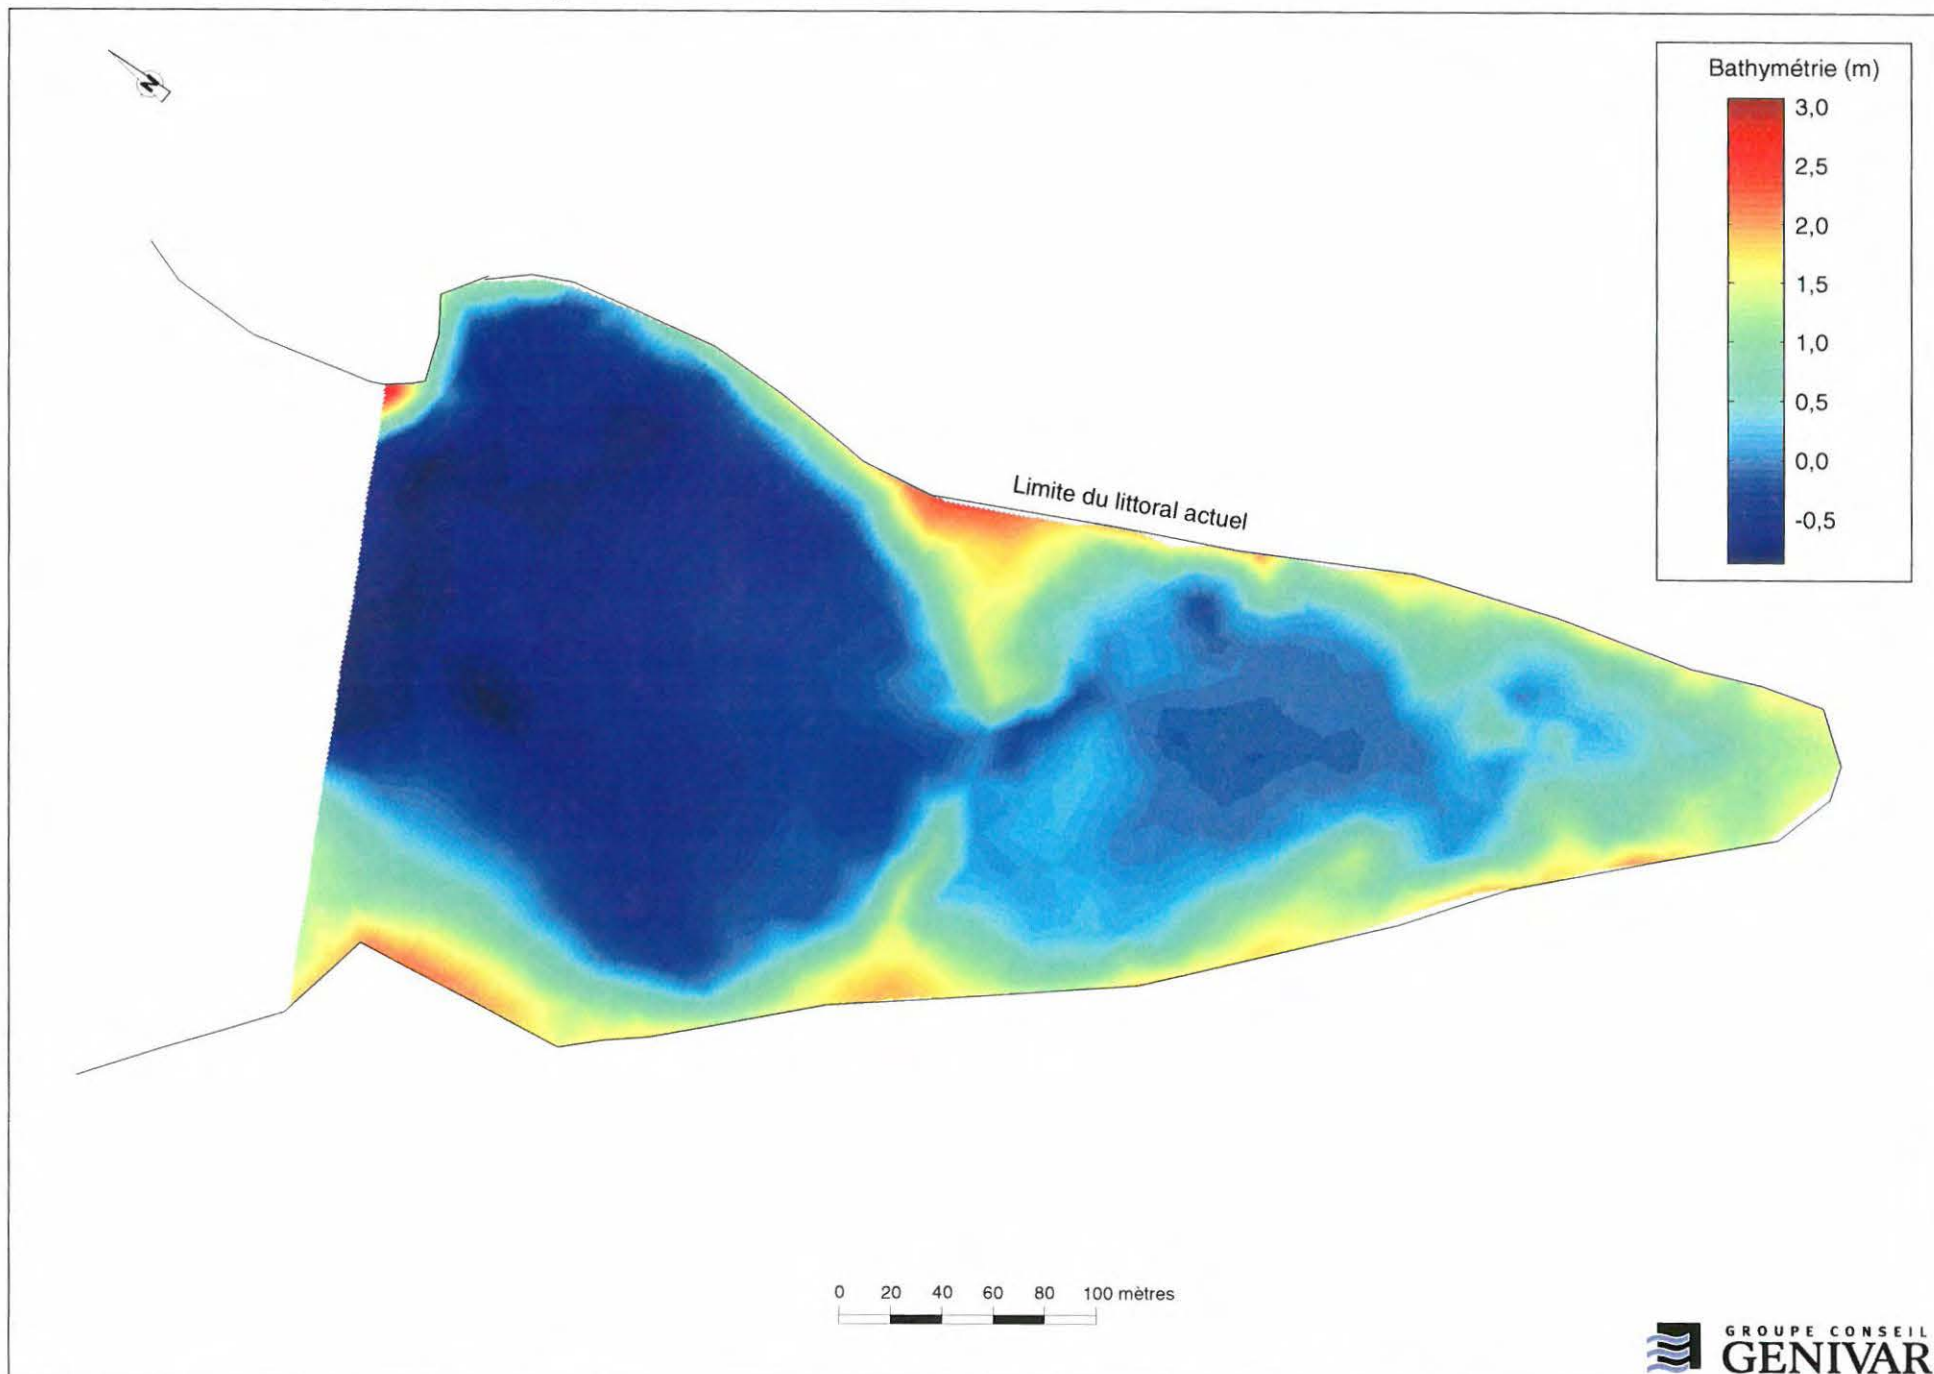 N
Bathymétrie (m)
3,0
2,5
2,0
1,5
1,0
0,5
0,0
-0,5
Limite du littoral actuel
0 20 40 60 80 100 mètres
GROUPE CONSEIL
GENIVAR